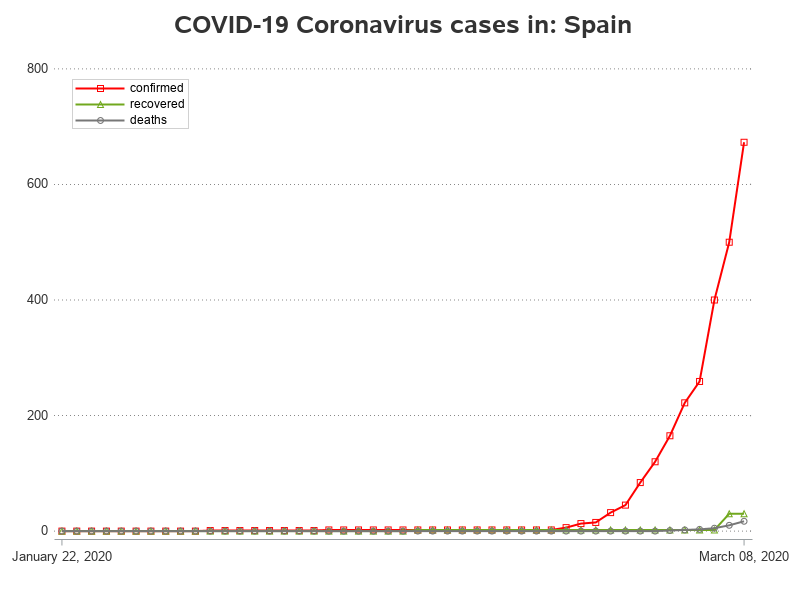 COVID-19 Coronavirus cases in: Spain
800
confirmed
recovered
deaths
600
400
200
0
January 22, 2020
March 08, 2020